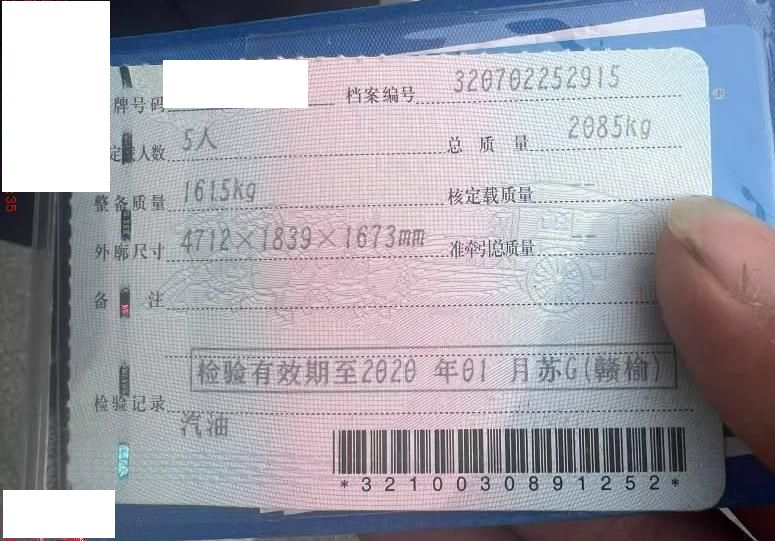 牌号码 档案编号 320702252915
定载人数 5人 总质量 2085kg
整备质量 1615kg 核定载质量 --
外廓尺寸 4712×1839×1673mm 准牵引总质量 --
备注
检验有效期至2020年01月苏G(赣榆)
检验记录
汽油
*3210030891252*
35